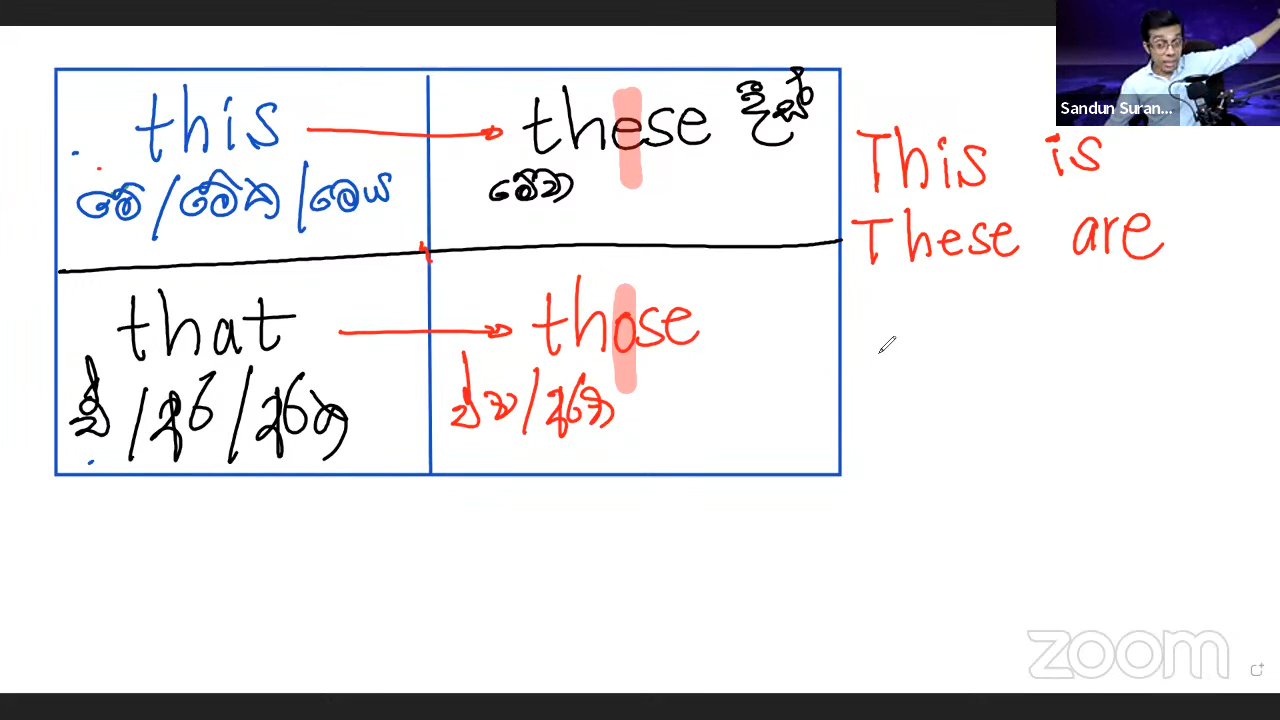 Sandun Suran...
this → these දීස්
මේ / මේක / මෙය
මේවා
This is
These are
that → those
ඒ / අර / අරක
ඒවා / අරවා
zoom